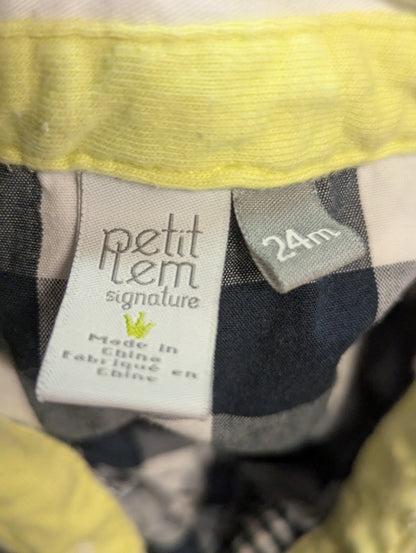 petit
lem
signature
Made in
China
Fabriqué en
Chine
24m